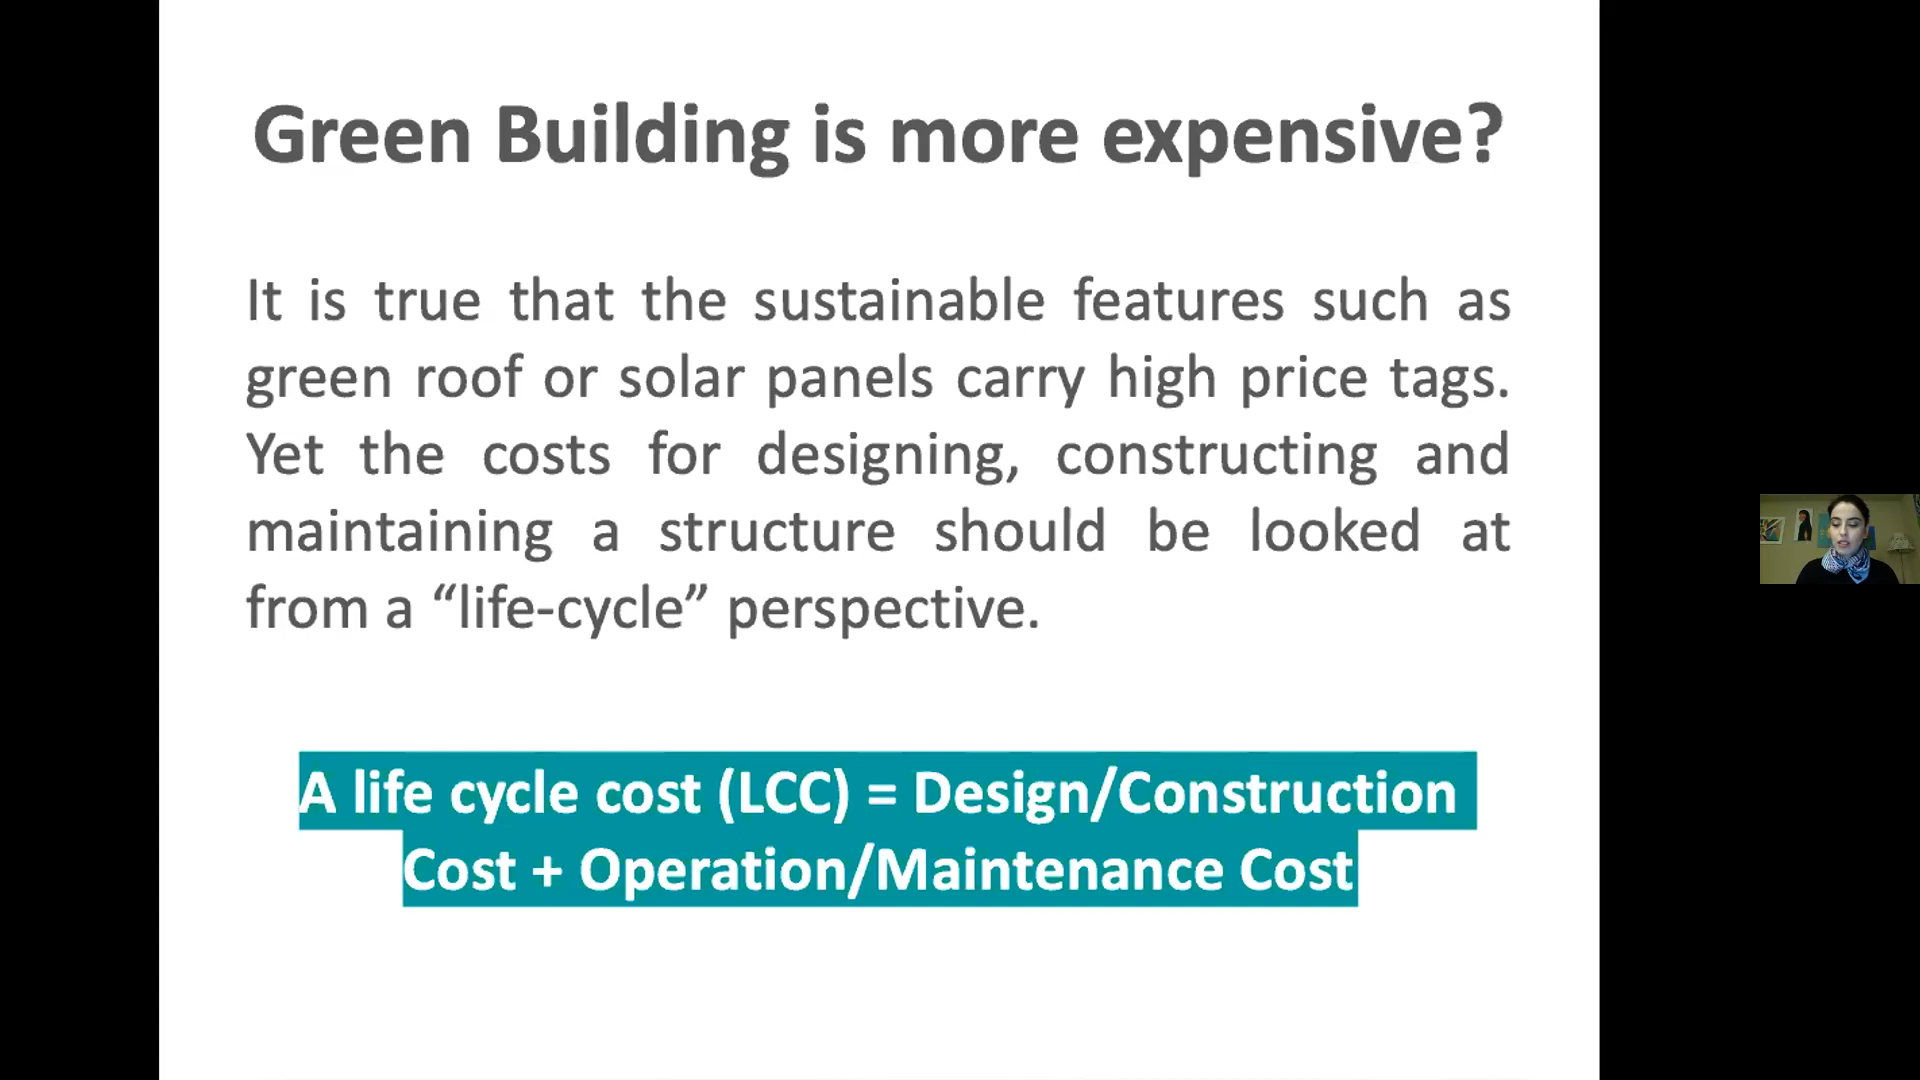 Green Building is more expensive?
It is true that the sustainable features such as
green roof or solar panels carry high price tags.
Yet the costs for designing, constructing and
maintaining a structure should be looked at
from a “life-cycle” perspective.
A life cycle cost (LCC) = Design/Construction
Cost + Operation/Maintenance Cost